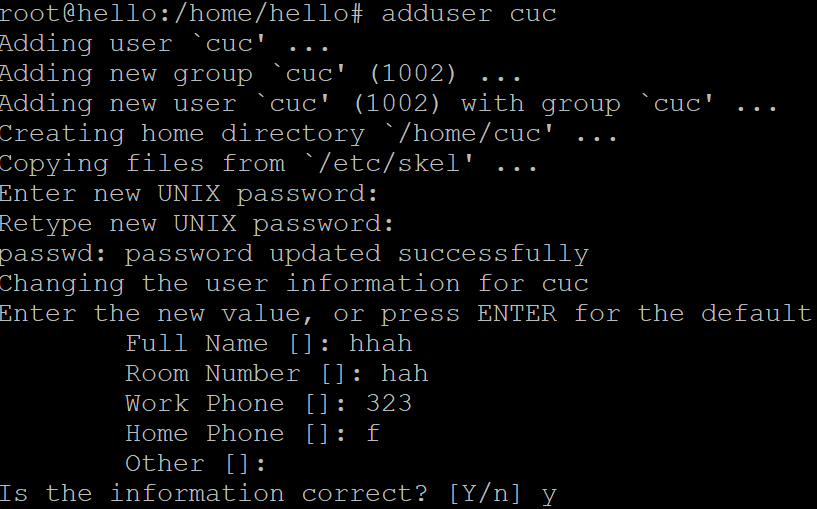 root@hello:/home/hello# adduser cuc
Adding user `cuc' ...
Adding new group `cuc' (1002) ...
Adding new user `cuc' (1002) with group `cuc' ...
Creating home directory `/home/cuc' ...
Copying files from `/etc/skel' ...
Enter new UNIX password:
Retype new UNIX password:
passwd: password updated successfully
Changing the user information for cuc
Enter the new value, or press ENTER for the default
Full Name []: hhah
Room Number []: hah
Work Phone []: 323
Home Phone []: f
Other []:
Is the information correct? [Y/n] y